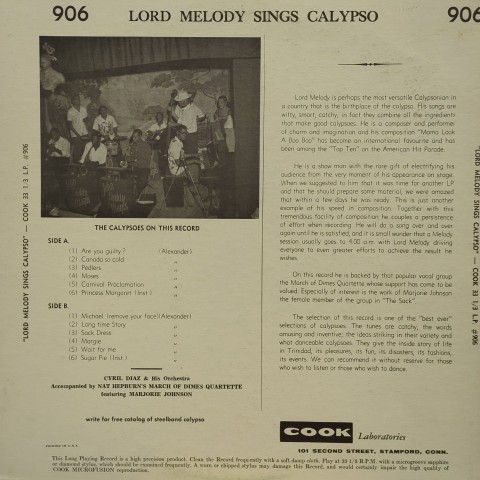 906 LORD MELODY SINGS CALYPSO 906
"LORD MELODY SINGS CALYPSO" — COOK 33 1/3 L.P. #906
THE CALYPSOES ON THIS RECORD
SIDE A.
(1) Are you guilty? (Alexander)
(2) Canada so cold "
(3) Pedlers "
(4) Moses "
(5) Carnival Proclamation "
(6) Princess Margaret (Inst.) "
SIDE B.
(1) Michael (remove your face) (Alexander)
(2) Long time Story "
(3) Sack Dress "
(4) Margie "
(5) Wait for me "
(6) Sugar Pie (Inst.) "
CYRIL DIAZ & His Orchestra
Accompanied by NAT HEPBURN'S MARCH OF DIMES QUARTETTE
featuring MARJORIE JOHNSON
write for free catalog of steelband calypso
Lord Melody is perhaps the most versatile Calypsonian in
a country that is the birthplace of the calypso. His songs are
witty, smart, catchy, in fact they combine all the ingredients
that make good calypsoes. He is a composer and performer
of charm and imagination and his composition "Mama Look
A Boo Boo" has become an international favourite and has
been among the "Top Ten" on the American Hit Parade.
He is a show man with the rare gift of electrifying his
audience from the very moment of his appearance on stage.
When we suggested to him that it was time for another LP
and that he should prepare some material, we were amazed
that within a few days he was ready. This is just another
example of his speed in composition. Together with this
tremendous facility of composition he couples a persistence
of effort when recording. He will do a song over and over
again until he is satisfied, and it is small wonder that a Melody
session usually goes to 4.00 a.m. with Lord Melody driving
everyone to even greater efforts to achieve the result he
wishes.
On this record he is backed by that popular vocal group
the March of Dimes Quartette whose support has come to be
valued. Especially of interest is the work of Marjorie Johnson
the female member of the group in "The Sack".
The selection of this record is one of the "best ever"
selections of calypsoes. The tunes are catchy, the words
amusing and inventive; the ideas striking in their variety and
what danceable calypsoes. They give the inside story of life
in Trinidad, its pleasures, its fun, its disasters, its fashions,
its events. We can recommend it without reserve for those
who wish to listen or those who wish to dance.
"LORD MELODY SINGS CALYPSO" — COOK 33 1/3 L.P. #906
COOK Laboratories
101 SECOND STREET, STAMFORD, CONN.
This Long Playing Record is a high precision product. Clean the Record frequently with a soft damp cloth. Play at 33 1/3 R.P.M. with a microgroove sapphire
or diamond stylus, which should be examined frequently. A worn or chipped stylus may damage this Record, and would certainly impair the high quality of
COOK MICROFUSION reproduction.